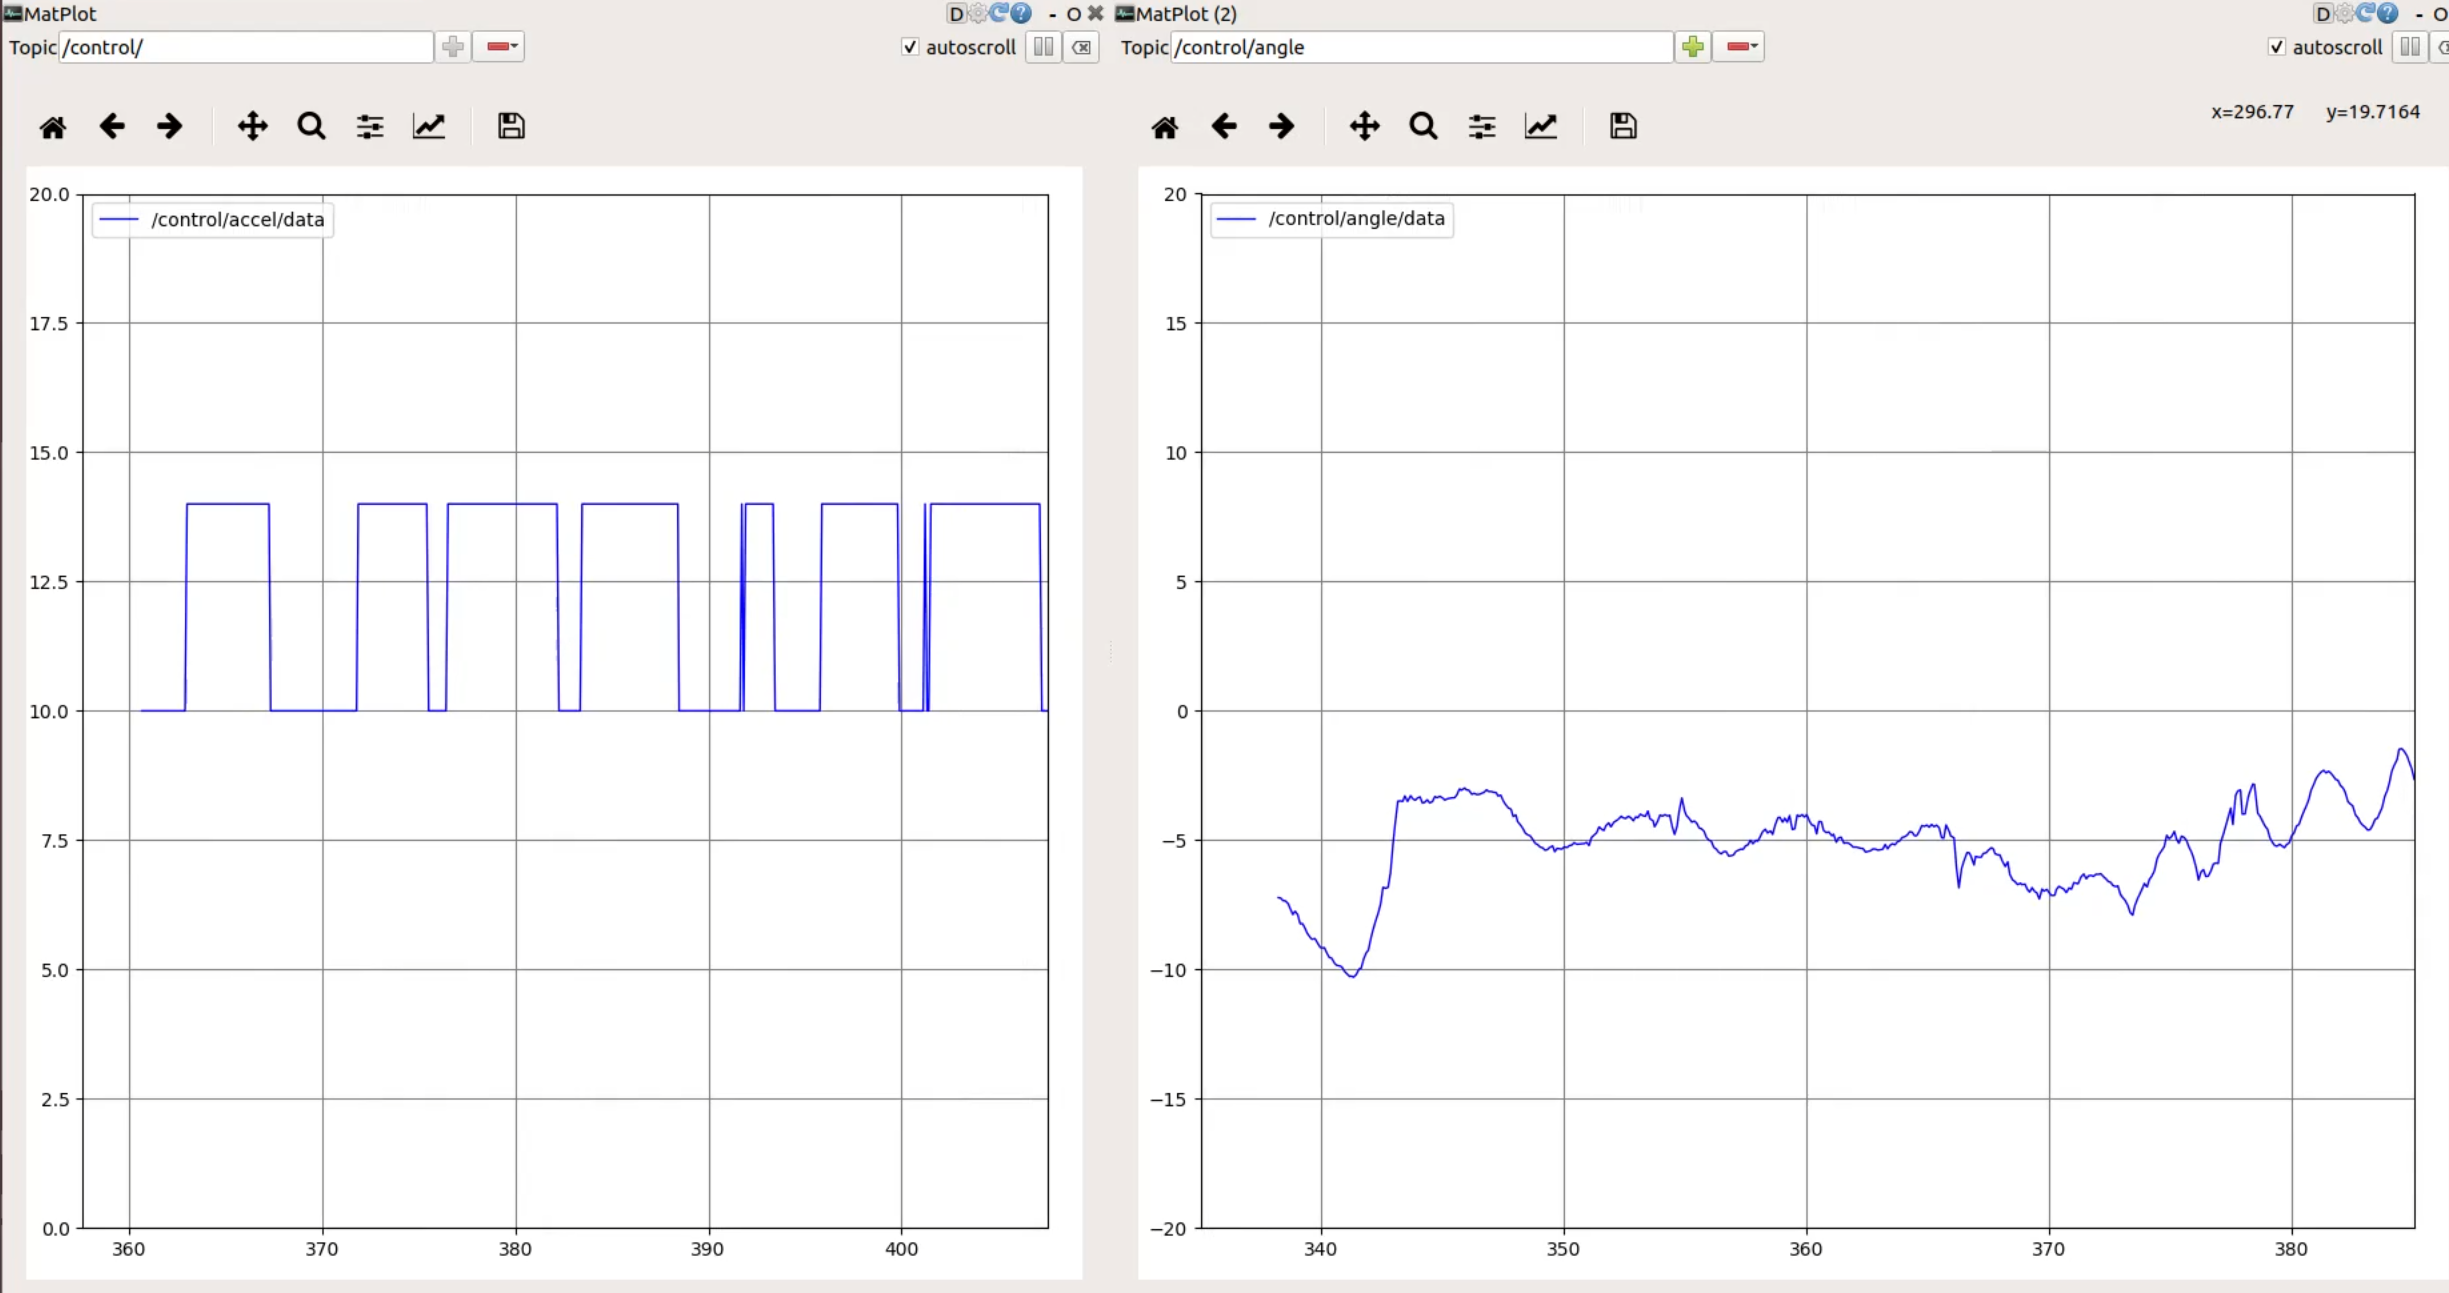 MatPlot
D ? - O
Topic /control/
autoscroll
/control/accel/data
20.0
17.5
15.0
12.5
10.0
7.5
5.0
2.5
0.0
360 370 380 390 400
MatPlot (2)
D ? - O
Topic /control/angle
autoscroll
x=296.77 y=19.7164
/control/angle/data
20
15
10
5
0
−5
−10
−15
−20
340 350 360 370 380